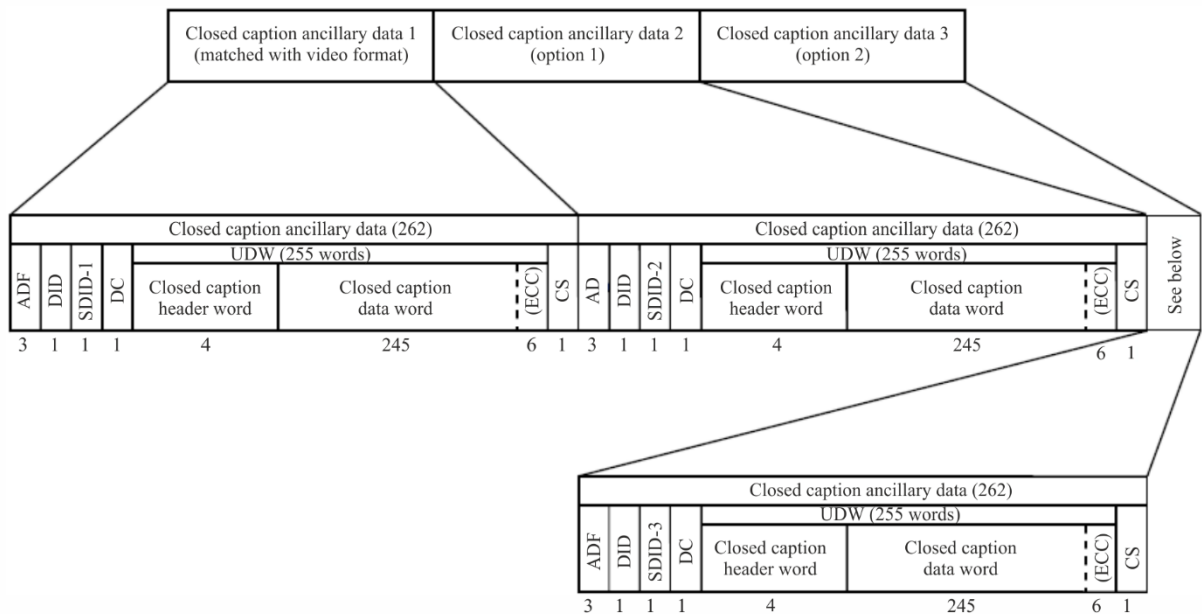 Closed caption ancillary data 1
(matched with video format)
Closed caption ancillary data 2
(option 1)
Closed caption ancillary data 3
(option 2)
Closed caption ancillary data (262)
UDW (255 words)
ADF
DID
SDID-1
DC
Closed caption
header word
Closed caption
data word
(ECC)
CS
3 1 1 1 4 245 6 1
Closed caption ancillary data (262)
UDW (255 words)
AD
DID
SDID-2
DC
Closed caption
header word
Closed caption
data word
(ECC)
CS
3 1 1 1 4 245 6 1
See below
Closed caption ancillary data (262)
UDW (255 words)
ADF
DID
SDID-3
DC
Closed caption
header word
Closed caption
data word
(ECC)
CS
3 1 1 1 4 245 6 1